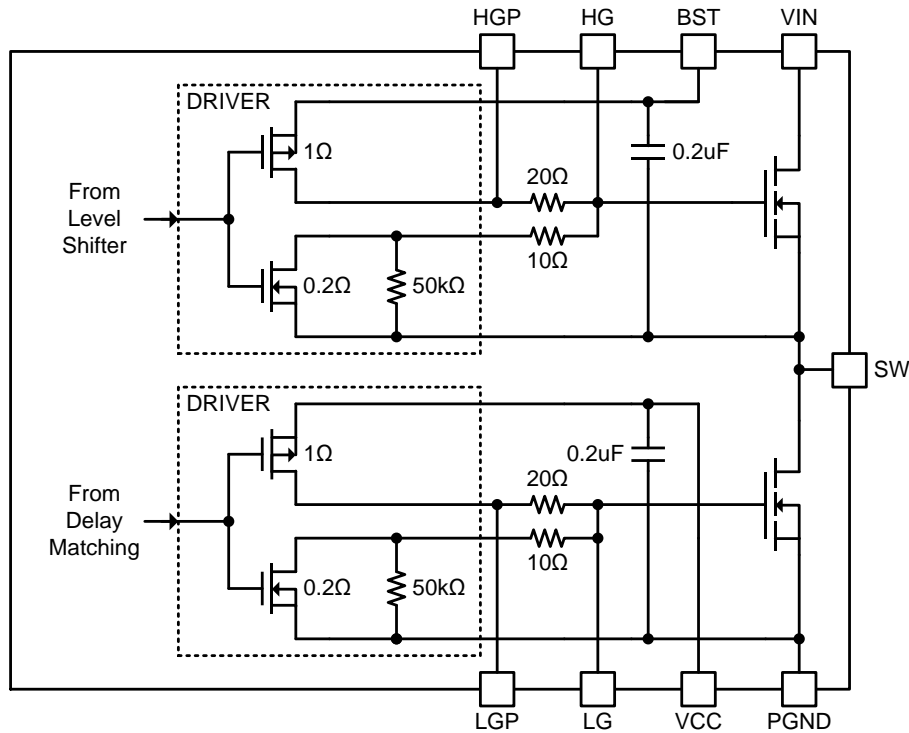 HGP HG BST VIN
DRIVER
1Ω
0.2uF
From
Level
Shifter
20Ω
10Ω
0.2Ω
50kΩ
SW
DRIVER
1Ω
0.2uF
From
Delay
Matching
20Ω
10Ω
0.2Ω
50kΩ
LGP LG VCC PGND